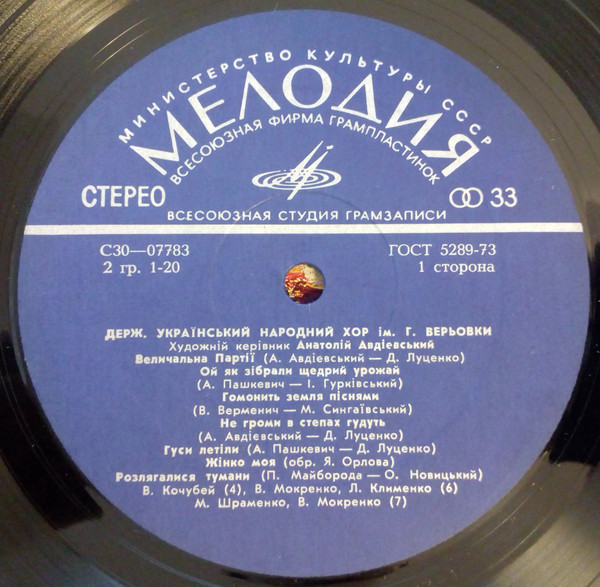 МИНИСТЕРСТВО КУЛЬТУРЫ СССР
МЕЛОДИЯ
ВСЕСОЮЗНАЯ ФИРМА ГРАМПЛАСТИНОК
СТЕРЕО
33
ВСЕСОЮЗНАЯ СТУДИЯ ГРАМЗАПИСИ
С30—07783
ГОСТ 5289-73
2 гр. 1-20
1 сторона
ДЕРЖ. УКРАЇНСЬКИЙ НАРОДНИЙ ХОР ім. Г. ВЕРЬОВКИ
Художній керівник Анатолій Авдієвський
Величальна Партії (А. Авдієвський — Д. Луценко)
Ой як зібрали щедрий урожай
(А. Пашкевич — І. Гурківський)
Гомонить земля піснями
(В. Верменич — М. Сингаївський)
Не громи в степах гудуть
(А. Авдієвський — Д. Луценко)
Гуси летіли (А. Пашкевич — Д. Луценко)
Жінко моя (обр. Я. Орлова)
Розлягалися тумани (П. Майборода — О. Новицький)
В. Кочубей (4), В. Мокренко, Л. Клименко (6)
М. Шраменко, В. Мокренко (7)